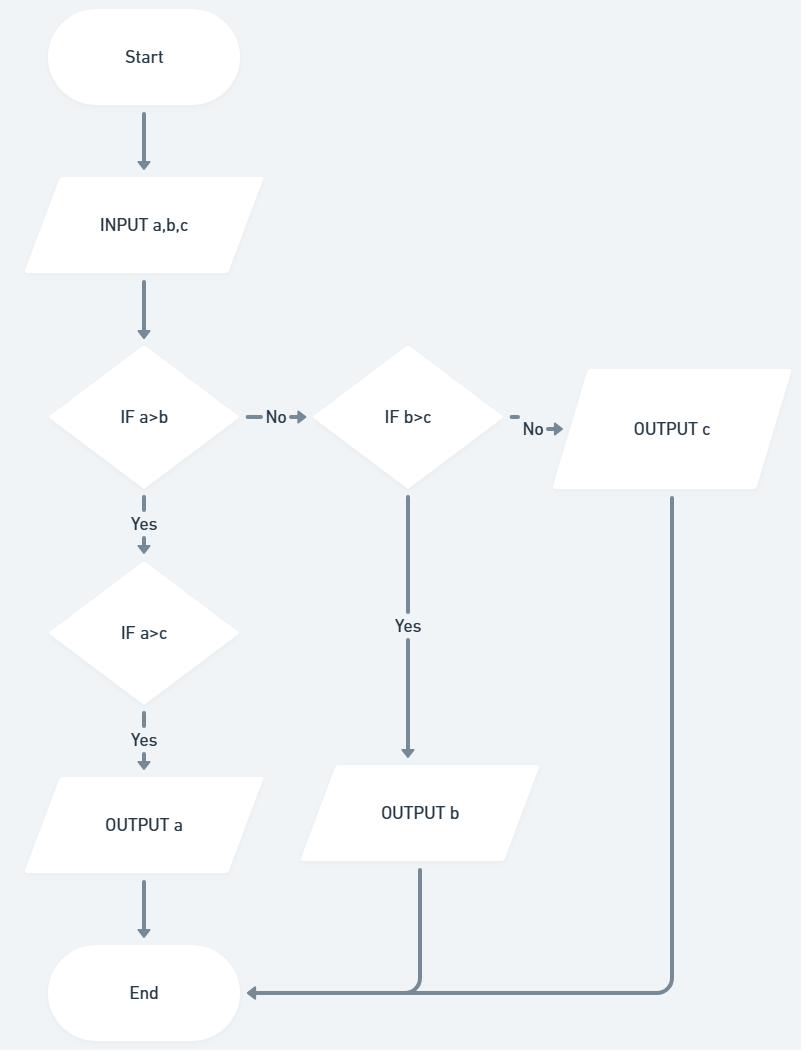 Start
INPUT a,b,c
IF a>b
No
IF b>c
No
OUTPUT c
Yes
IF a>c
Yes
Yes
OUTPUT a
OUTPUT b
End